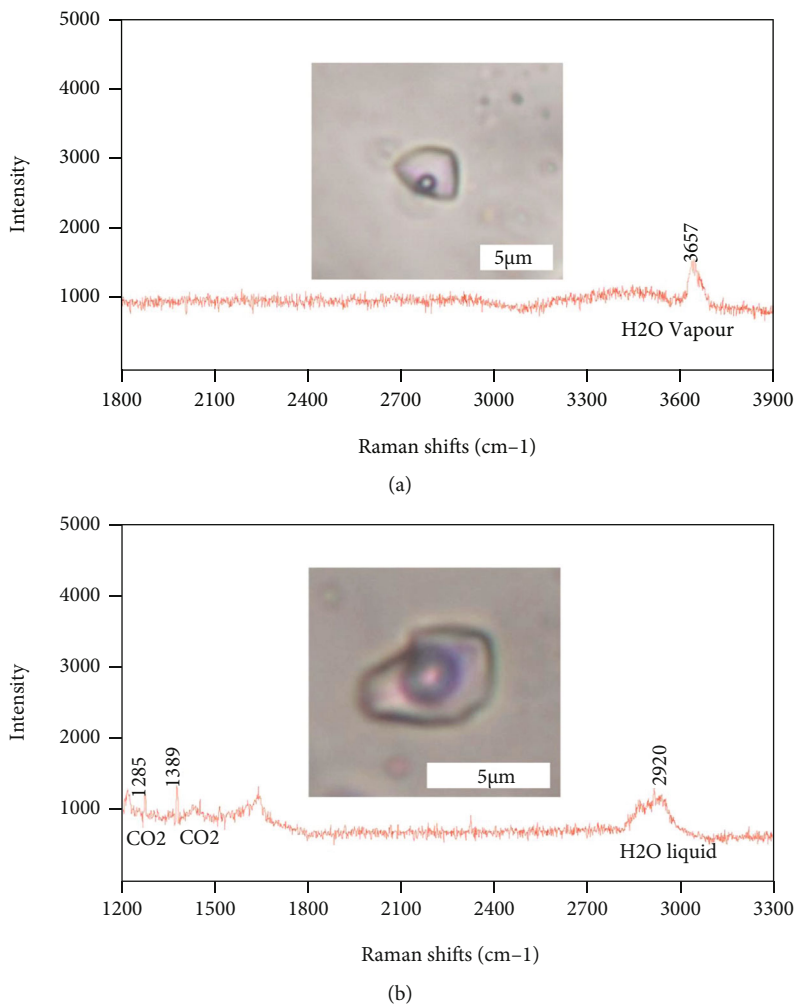 5000
4000
3000
2000
1000
Intensity
5μm
3657
H2O Vapour
1800 2100 2400 2700 3000 3300 3600 3900
Raman shifts (cm–1)
(a)
5000
4000
3000
2000
1000
Intensity
5μm
1285
1389
CO2 CO2
2920
H2O liquid
1200 1500 1800 2100 2400 2700 3000 3300
Raman shifts (cm–1)
(b)